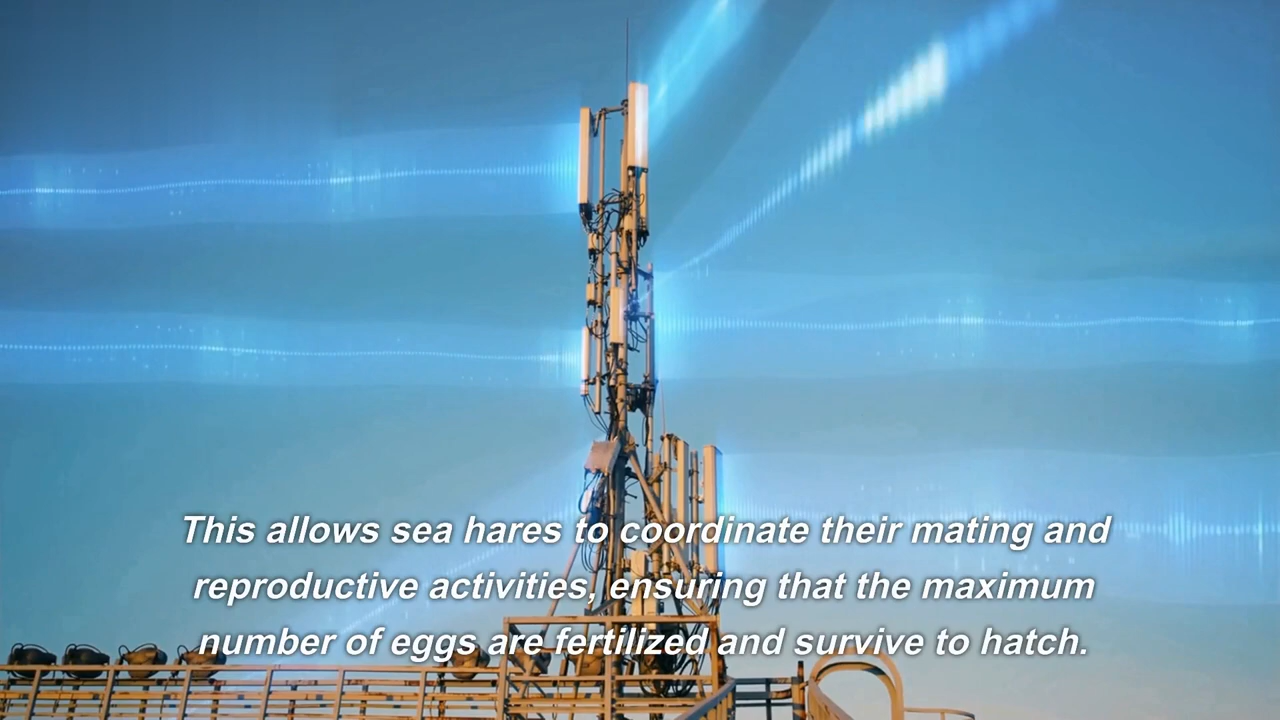 This allows sea hares to coordinate their mating and
reproductive activities, ensuring that the maximum
number of eggs are fertilized and survive to hatch.